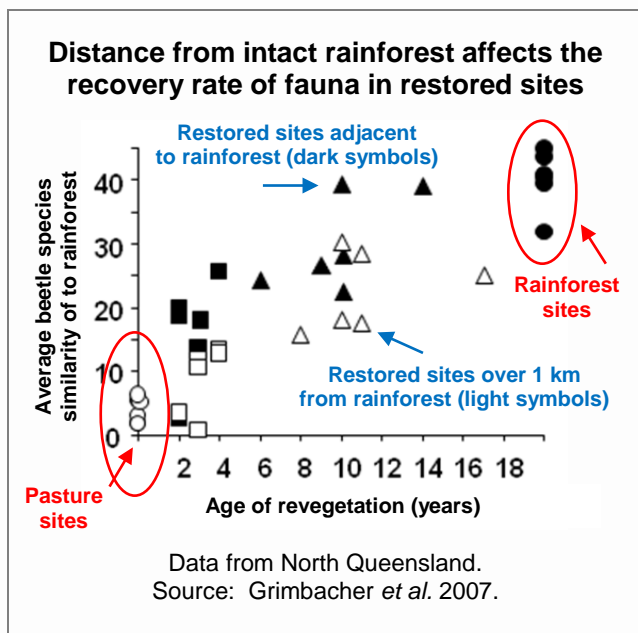 Distance from intact rainforest affects the
recovery rate of fauna in restored sites
Restored sites adjacent
to rainforest (dark symbols)
Average beetle species
similarity of to rainforest
40
30
20
10
0
Rainforest
sites
Restored sites over 1 km
from rainforest (light symbols)
Pasture
sites
2 4 6 8 10 12 14 16 18
Age of revegetation (years)
Data from North Queensland.
Source: Grimbacher et al. 2007.